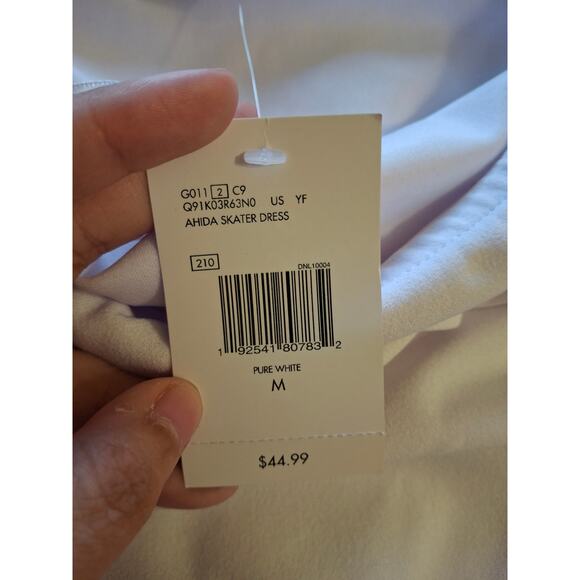 G011 2 C9
Q91K03R63N0 US YF
AHIDA SKATER DRESS
210
DNL10004
1 92541 80783 2
PURE WHITE
M
$44.99